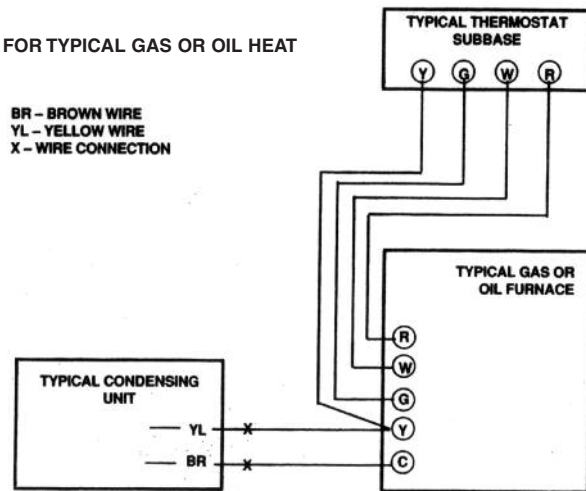 FOR TYPICAL GAS OR OIL HEAT
BR – BROWN WIRE
YL – YELLOW WIRE
X – WIRE CONNECTION
TYPICAL THERMOSTAT
SUBBASE
Y G W R
TYPICAL GAS OR
OIL FURNACE
R
W
G
Y
C
TYPICAL CONDENSING
UNIT
YL X
BR X